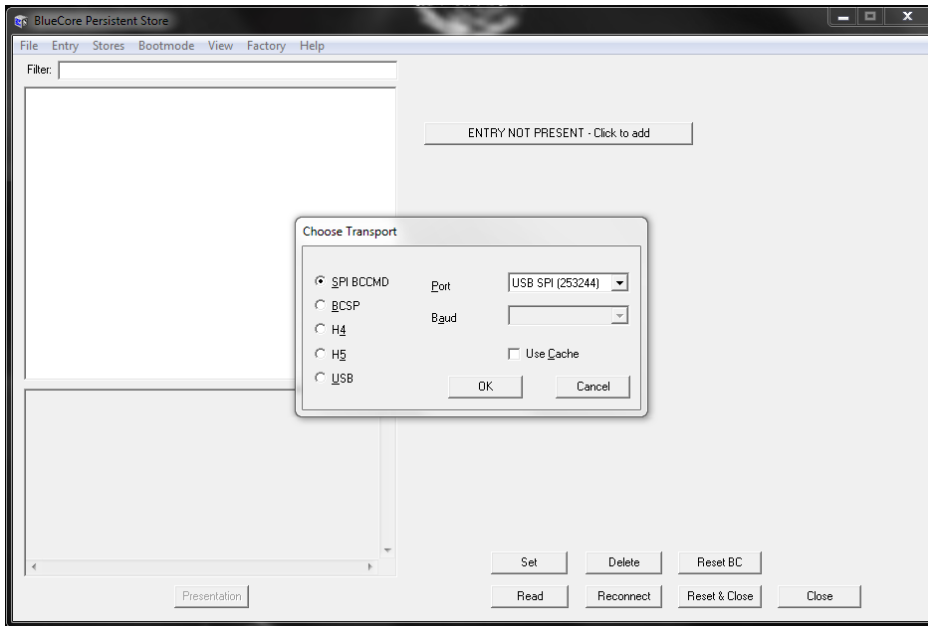 BlueCore Persistent Store
File Entry Stores Bootmode View Factory Help
Filter:
ENTRY NOT PRESENT - Click to add
Choose Transport
SPI BCCMD
Port
USB SPI (253244)
BCSP
Baud
H4
H5
Use Cache
USB
OK
Cancel
Set
Delete
Reset BC
Presentation
Read
Reconnect
Reset & Close
Close